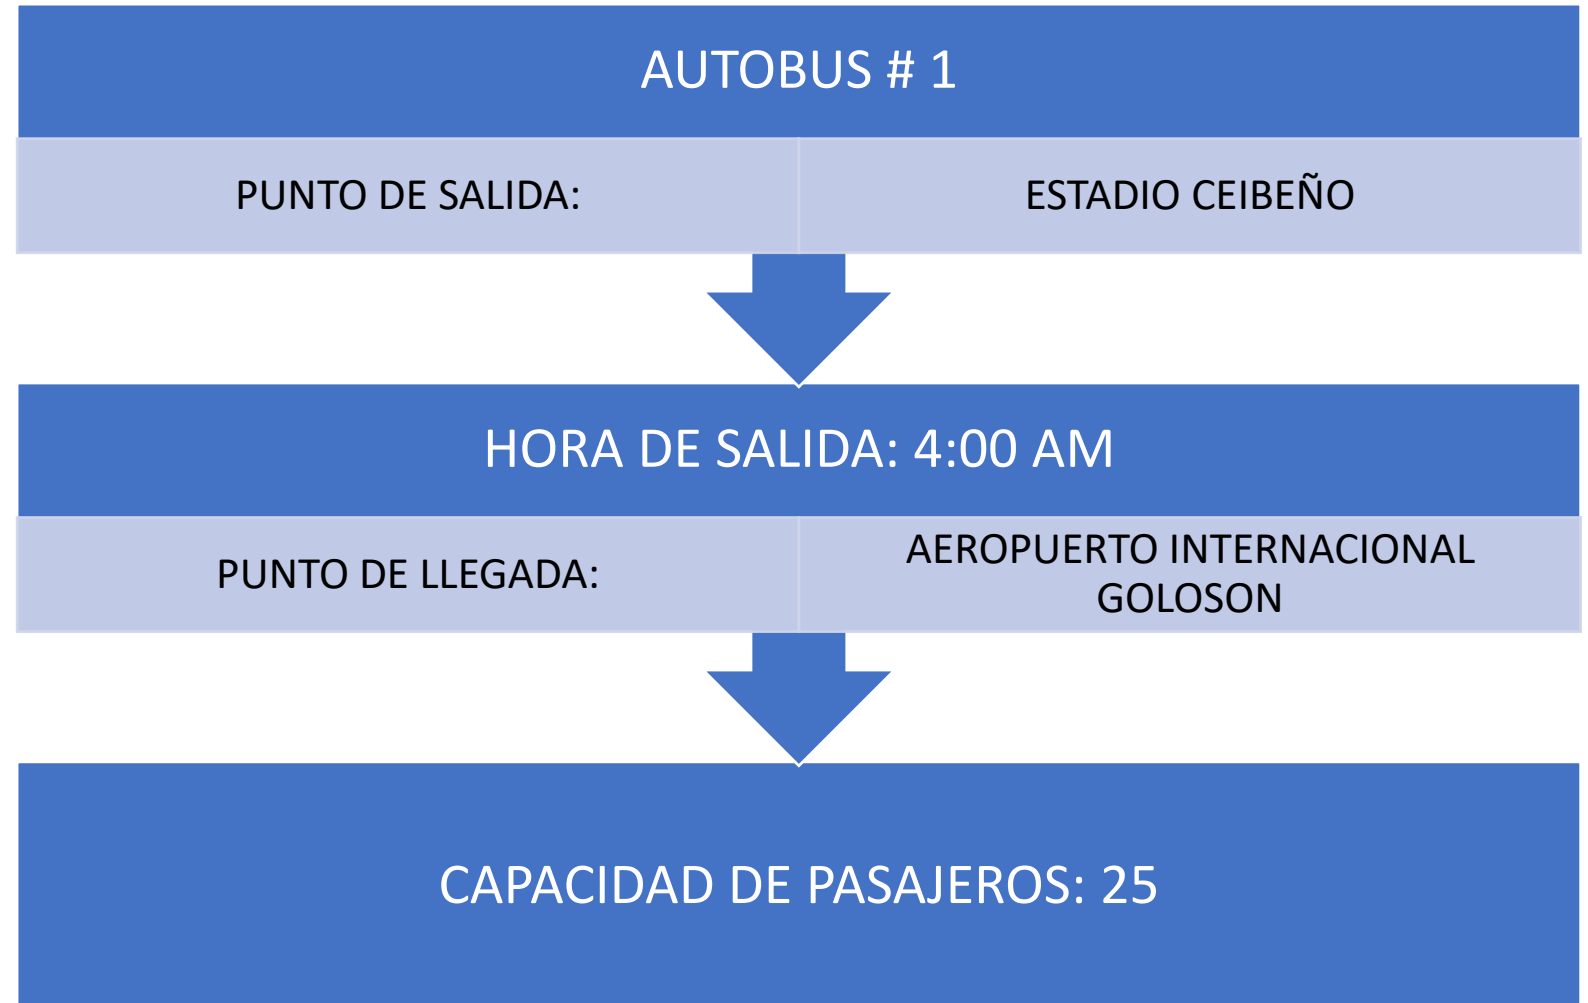 AUTOBUS # 1
PUNTO DE SALIDA:
ESTADIO CEIBEÑO
HORA DE SALIDA: 4:00 AM
PUNTO DE LLEGADA:
AEROPUERTO INTERNACIONAL
GOLOSON
CAPACIDAD DE PASAJEROS: 25